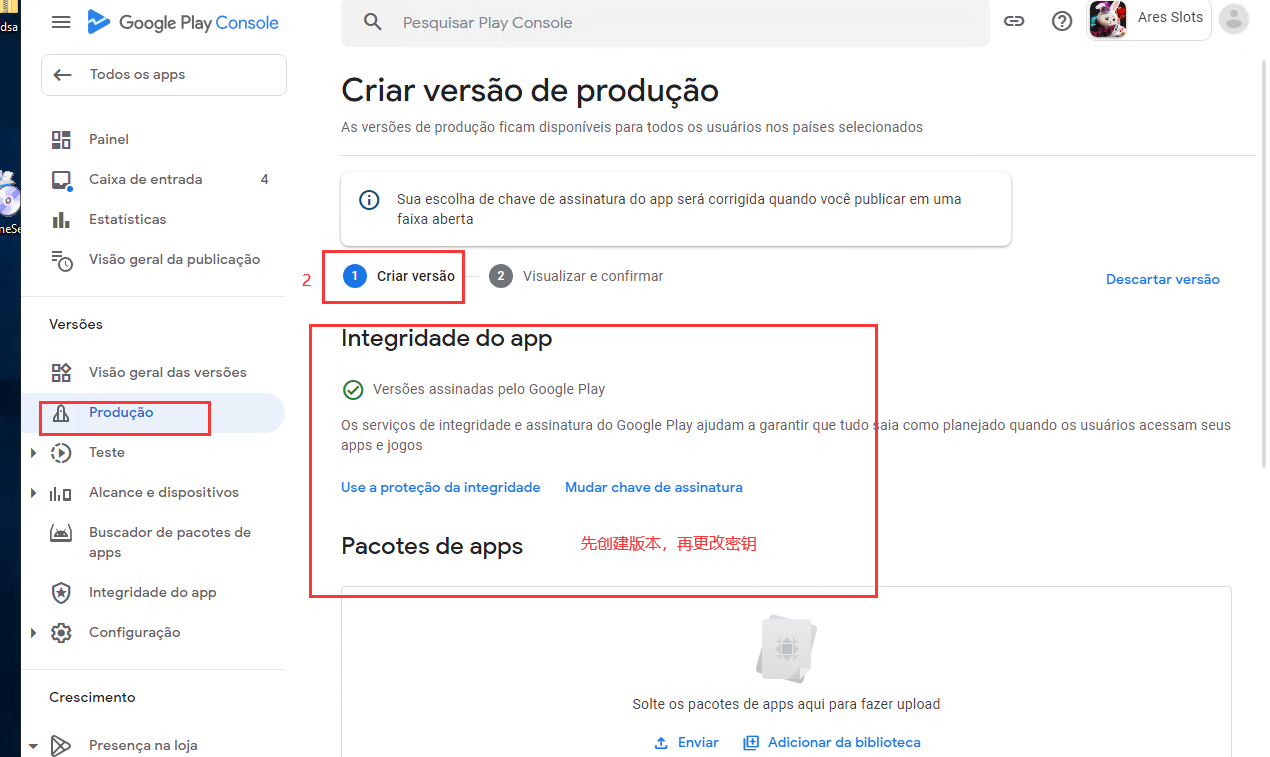 dsa
Google Play Console
Pesquisar Play Console
Ares Slots
Todos os apps
Painel
Caixa de entrada 4
Estatísticas
Visão geral da publicação
Versões
Visão geral das versões
Produção
Teste
Alcance e dispositivos
Buscador de pacotes de
apps
Integridade do app
Configuração
Crescimento
Presença na loja
Criar versão de produção
As versões de produção ficam disponíveis para todos os usuários nos países selecionados
Sua escolha de chave de assinatura do app será corrigida quando você publicar em uma
faixa aberta
2
1 Criar versão
2 Visualizar e confirmar
Descartar versão
Integridade do app
Versões assinadas pelo Google Play
Os serviços de integridade e assinatura do Google Play ajudam a garantir que tudo saia como planejado quando os usuários acessam seus
apps e jogos
Use a proteção da integridade
Mudar chave de assinatura
Pacotes de apps
先创建版本，再更改密钥
Solte os pacotes de apps aqui para fazer upload
Enviar
Adicionar da biblioteca